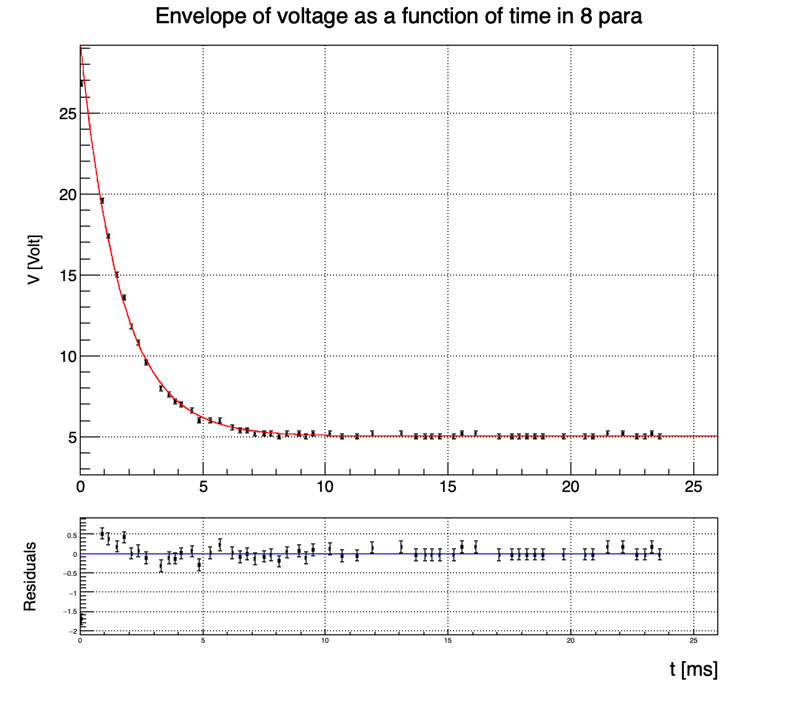 Envelope of voltage as a function of time in 8 para
V [Volt]
25
20
15
10
5
0 5 10 15 20 25
Residuals
0.5
0
−0.5
−1
−1.5
−2
0 5 10 15 20 25
t [ms]